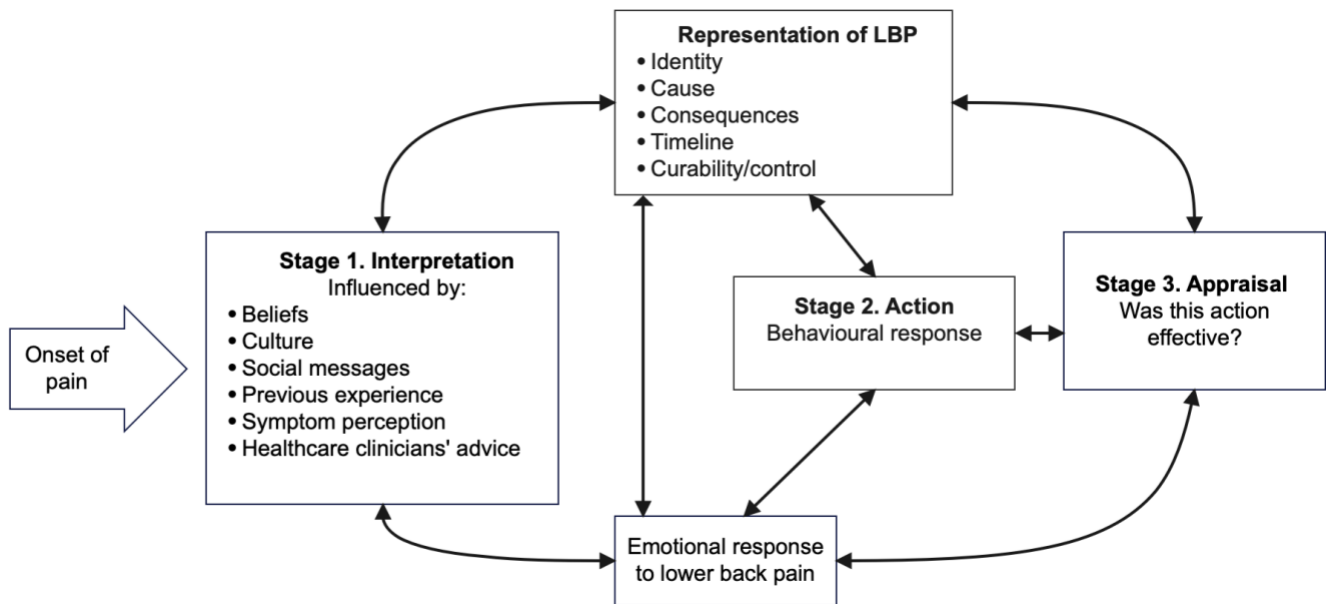 Representation of LBP
• Identity
• Cause
• Consequences
• Timeline
• Curability/control
Stage 1. Interpretation
Influenced by:
• Beliefs
• Culture
• Social messages
• Previous experience
• Symptom perception
• Healthcare clinicians' advice
Onset of
pain
Stage 2. Action
Behavioural response
Stage 3. Appraisal
Was this action
effective?
Emotional response
to lower back pain